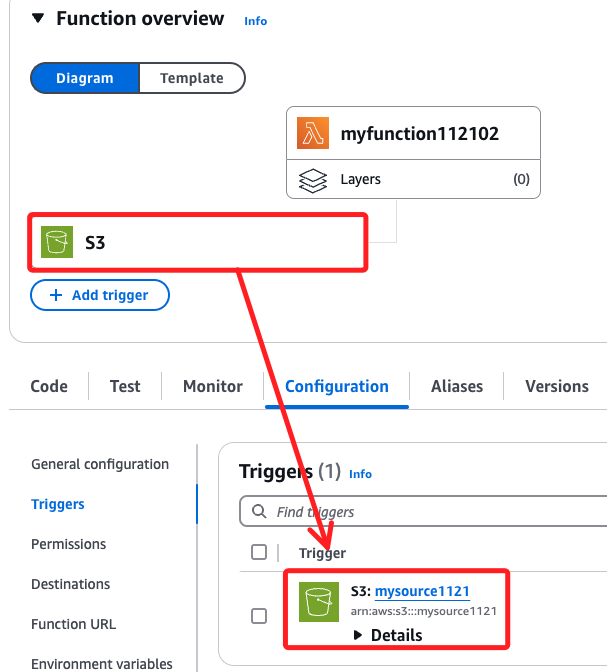 Function overview Info
Diagram Template
myfunction112102
Layers (0)
S3
Add trigger
Code Test Monitor Configuration Aliases Versions
General configuration
Triggers
Permissions
Destinations
Function URL
Environment variables
Triggers (1) Info
Find triggers
Trigger
S3: mysource1121
arn:aws:s3:::mysource1121
Details